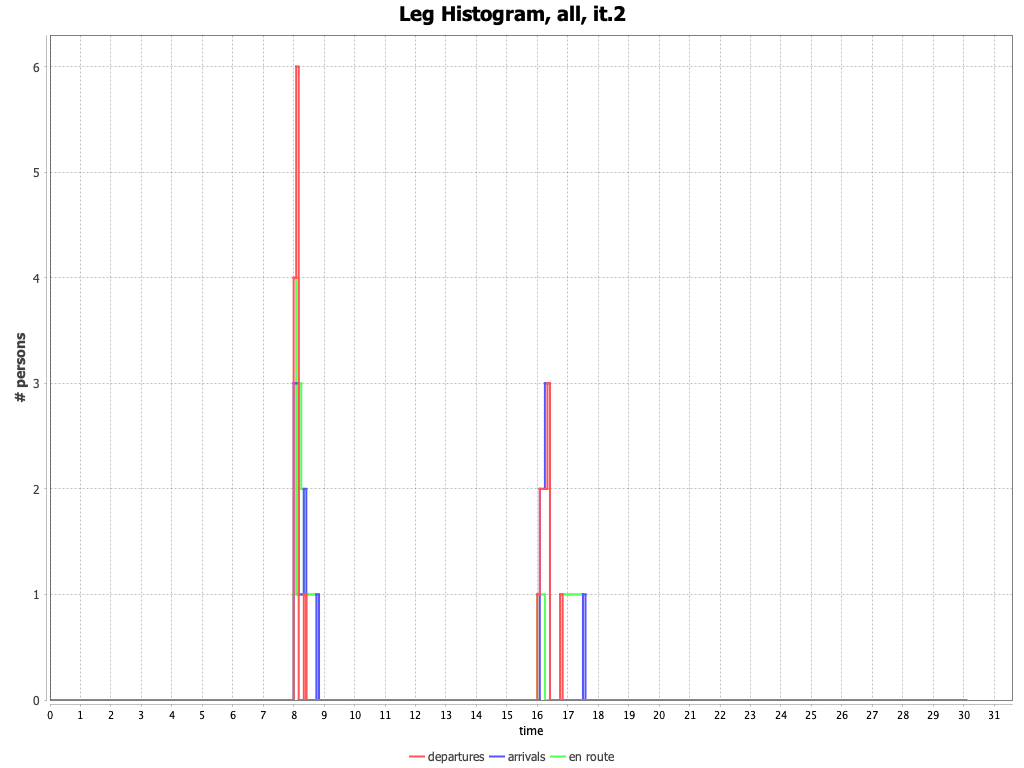 Leg Histogram, all, it.2
# persons
6
5
4
3
2
1
0
0 1 2 3 4 5 6 7 8 9 10 11 12 13 14 15 16 17 18 19 20 21 22 23 24 25 26 27 28 29 30 31
time
departures arrivals en route